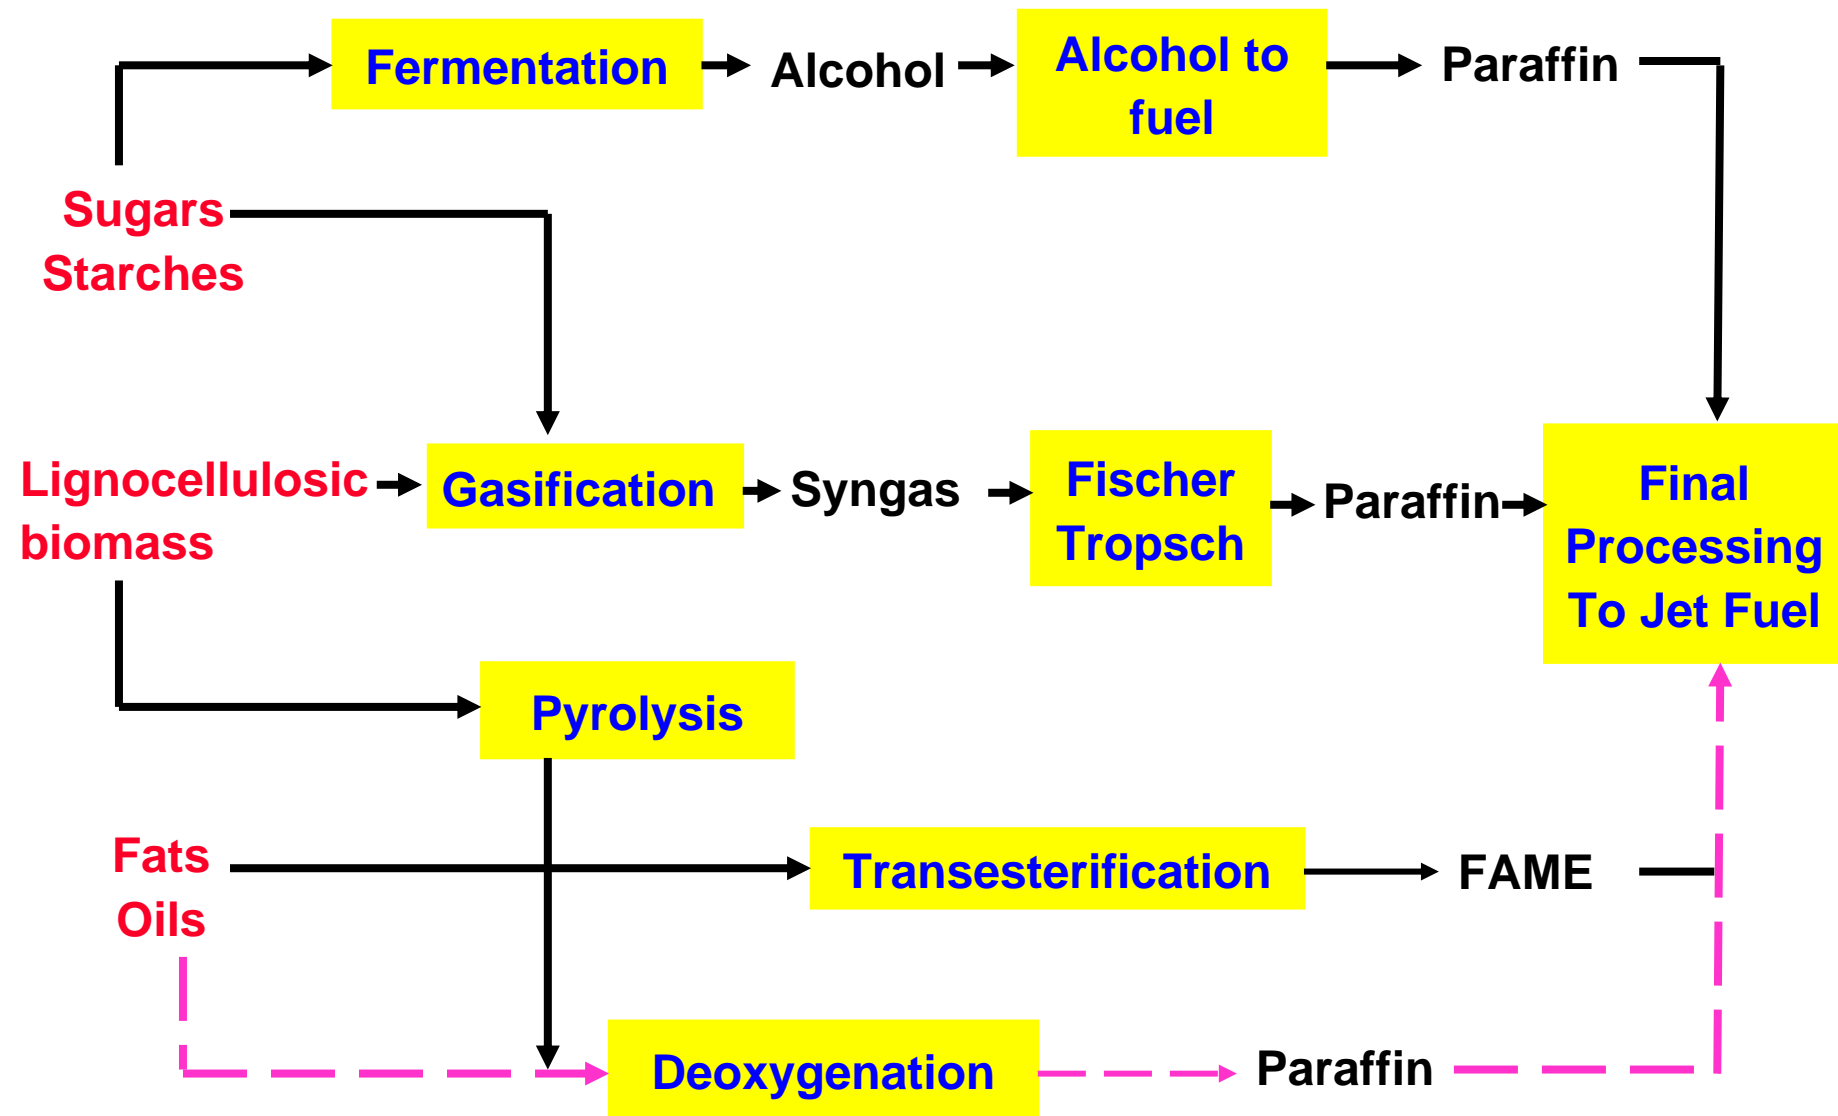 Fermentation
Alcohol
Alcohol to
fuel
Paraffin
Sugars
Starches
Lignocellulosic
biomass
Gasification
Syngas
Fischer
Tropsch
Paraffin
Final
Processing
To Jet Fuel
Pyrolysis
Fats
Oils
Transesterification
FAME
Deoxygenation
Paraffin